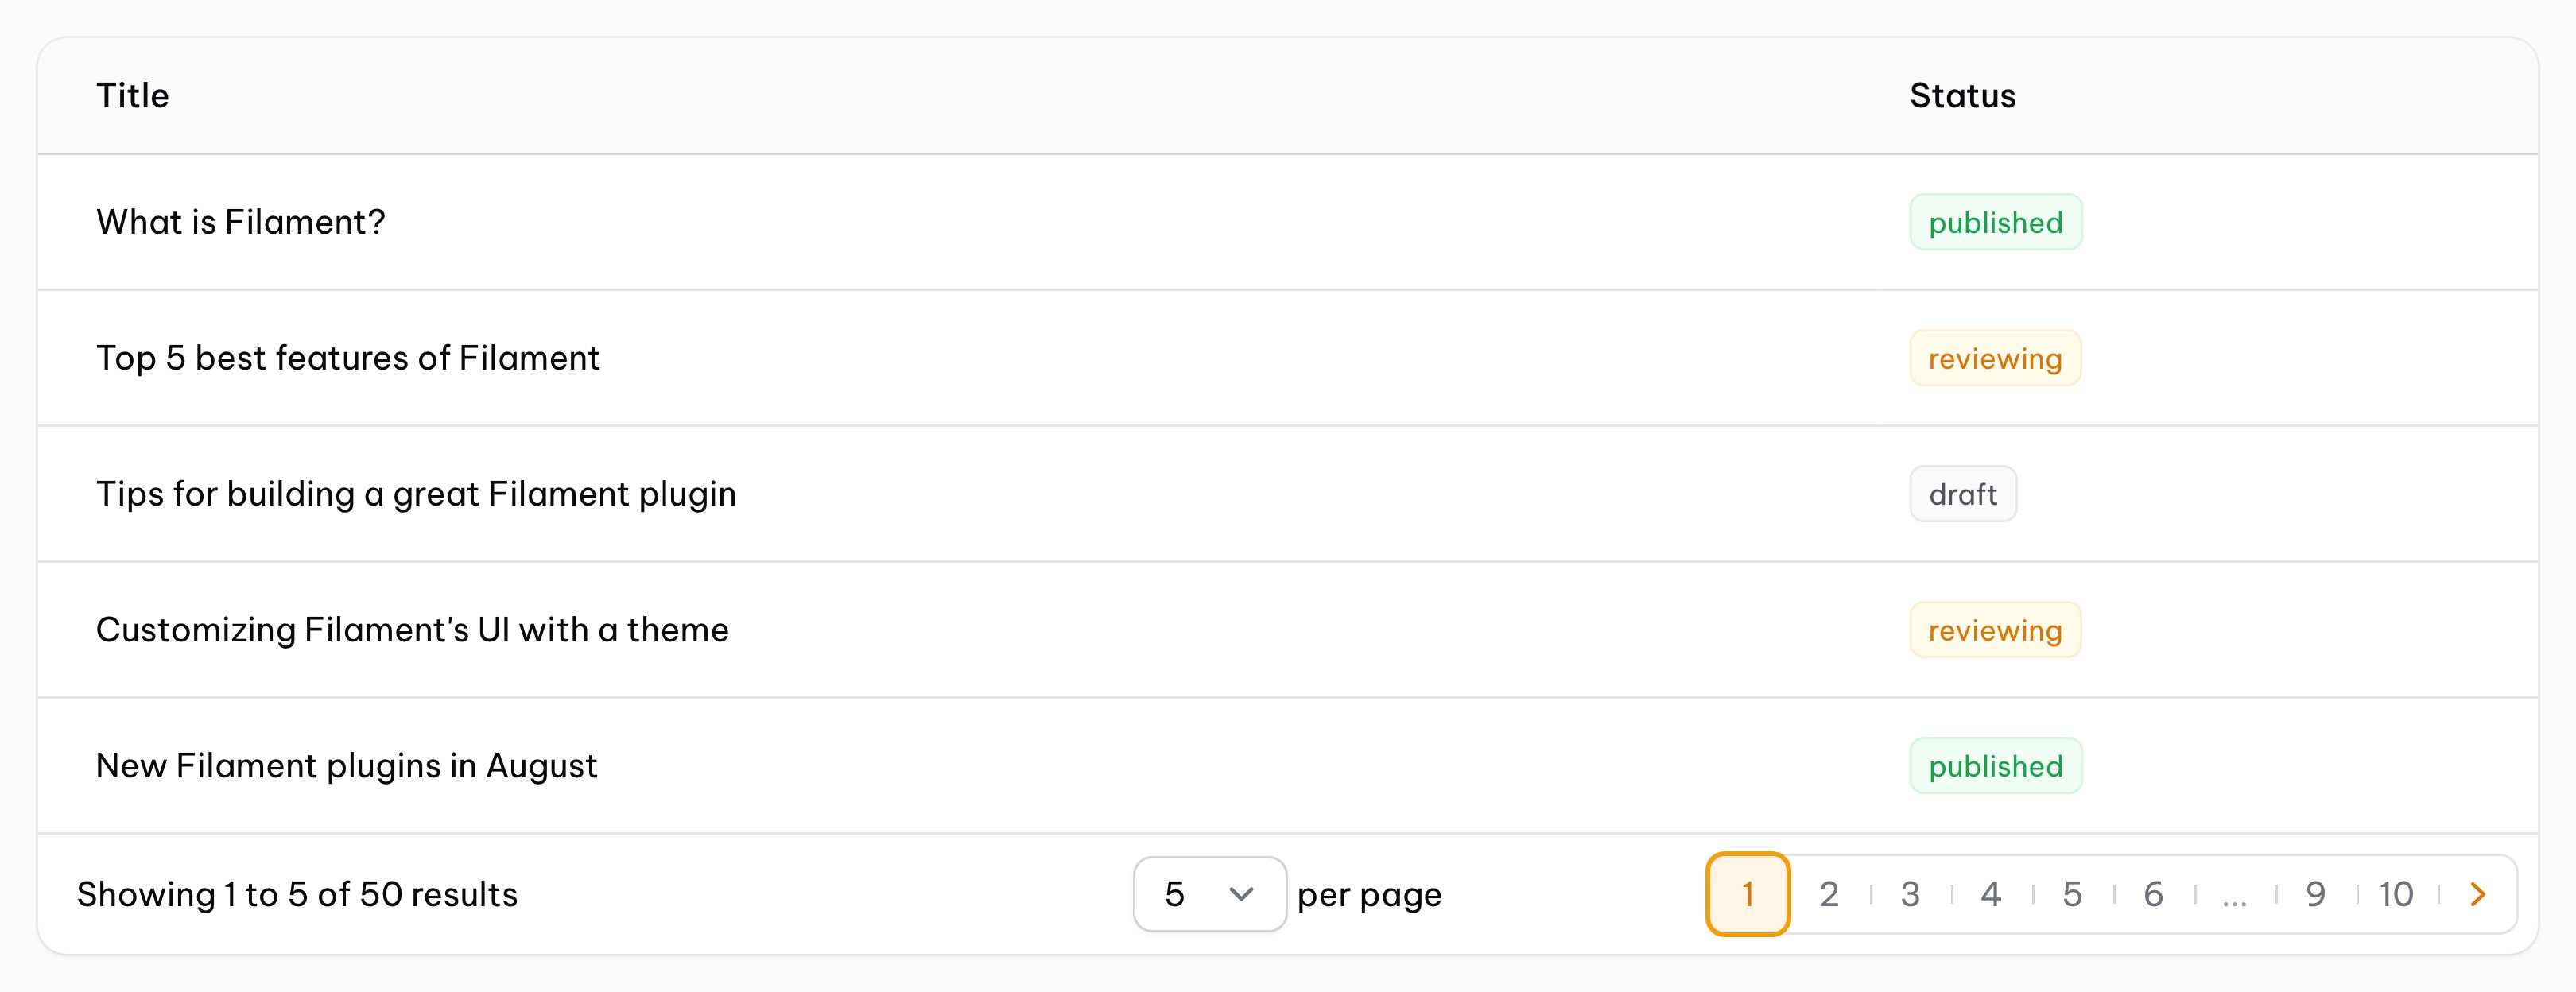 Title Status
What is Filament? published
Top 5 best features of Filament reviewing
Tips for building a great Filament plugin draft
Customizing Filament's UI with a theme reviewing
New Filament plugins in August published
Showing 1 to 5 of 50 results 5 per page 1 2 3 4 5 6 ... 9 10